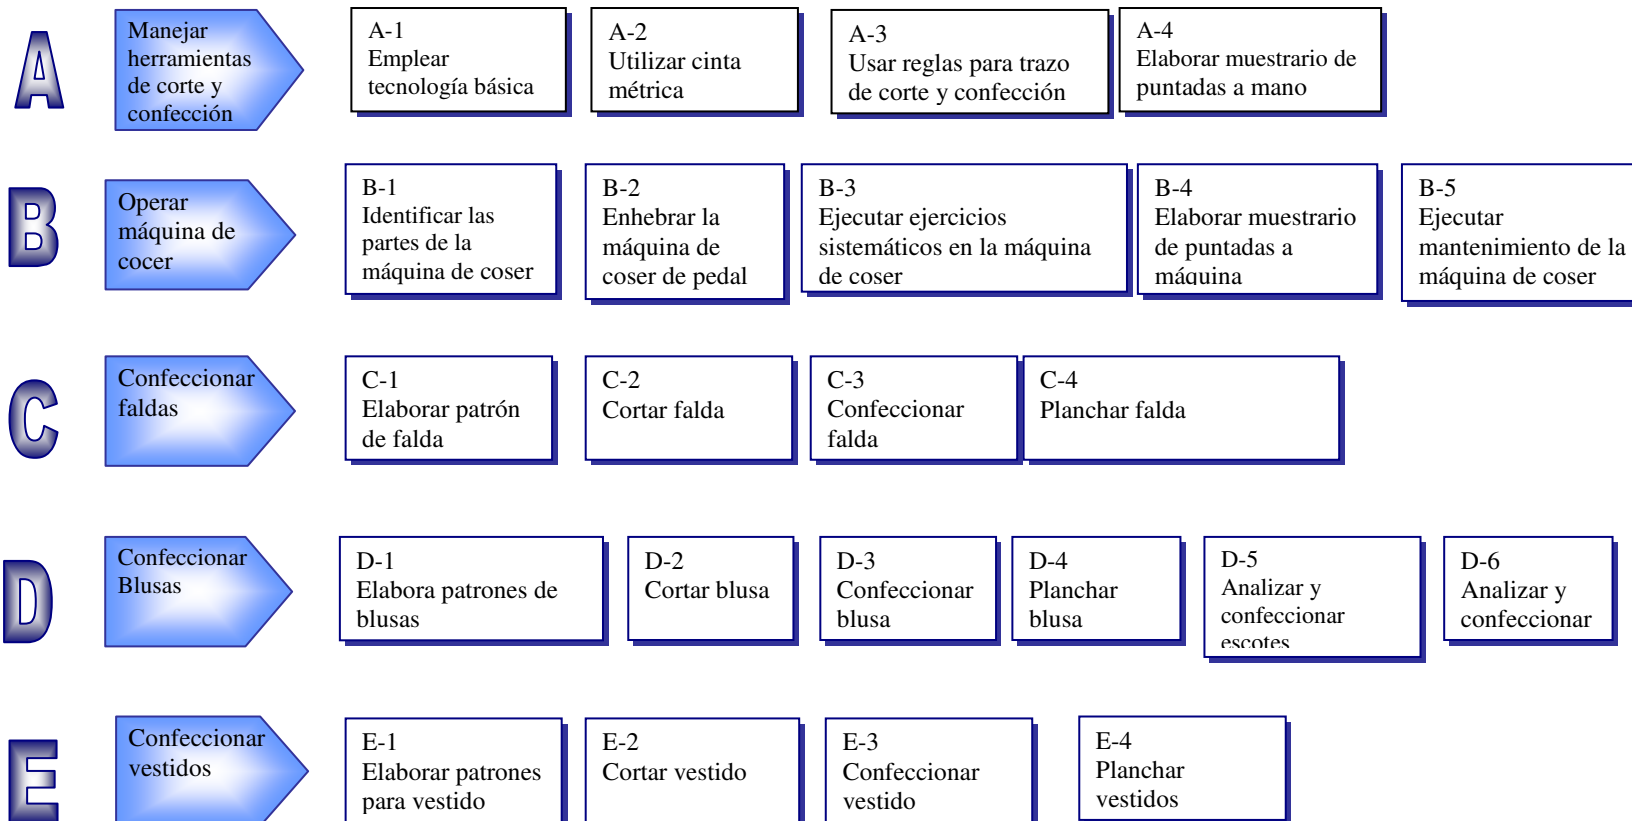 A
Manejar
herramientas
de corte y
confección
A-1
Emplear
tecnología básica
A-2
Utilizar cinta
métrica
A-3
Usar reglas para trazo
de corte y confección
A-4
Elaborar muestrario de
puntadas a mano
B
Operar
máquina de
cocer
B-1
Identificar las
partes de la
máquina de coser
B-2
Enhebrar la
máquina de
coser de pedal
B-3
Ejecutar ejercicios
sistemáticos en la máquina
de coser
B-4
Elaborar muestrario
de puntadas a
máquina
B-5
Ejecutar
mantenimiento de la
máquina de coser
C
Confeccionar
faldas
C-1
Elaborar patrón
de falda
C-2
Cortar falda
C-3
Confeccionar
falda
C-4
Planchar falda
D
Confeccionar
Blusas
D-1
Elabora patrones de
blusas
D-2
Cortar blusa
D-3
Confeccionar
blusa
D-4
Planchar
blusa
D-5
Analizar y
confeccionar
escotes
D-6
Analizar y
confeccionar
E
Confeccionar
vestidos
E-1
Elaborar patrones
para vestido
E-2
Cortar vestido
E-3
Confeccionar
vestido
E-4
Planchar
vestidos